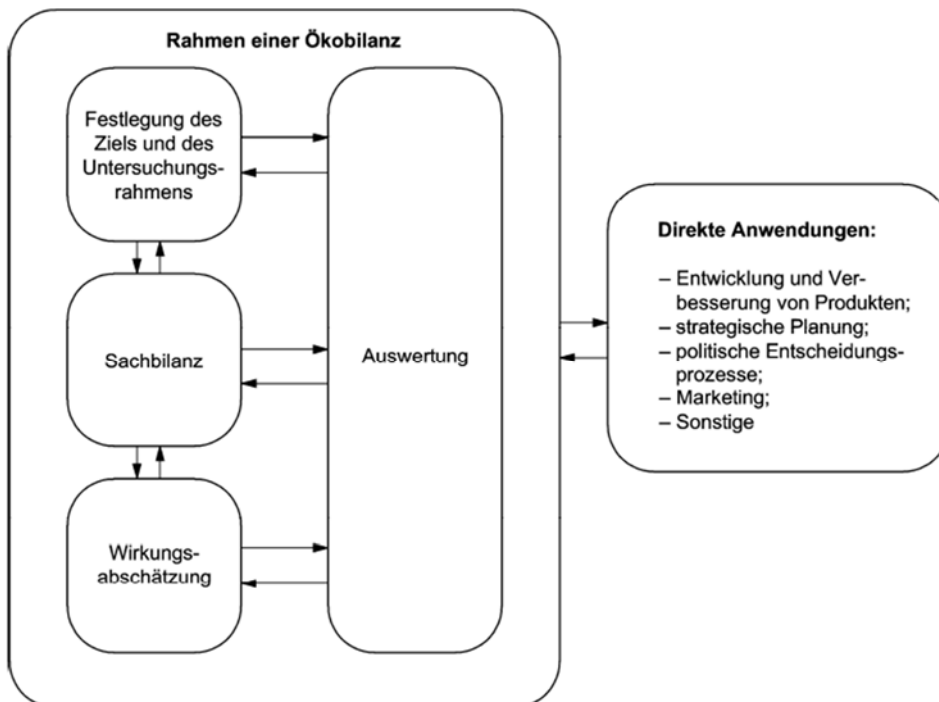 Rahmen einer Ökobilanz
Festlegung des
Ziels und des
Untersuchungs-
rahmens
Sachbilanz
Wirkungs-
abschätzung
Auswertung
Direkte Anwendungen:
– Entwicklung und Ver-
besserung von Produkten;
– strategische Planung;
– politische Entscheidungs-
prozesse;
– Marketing;
– Sonstige